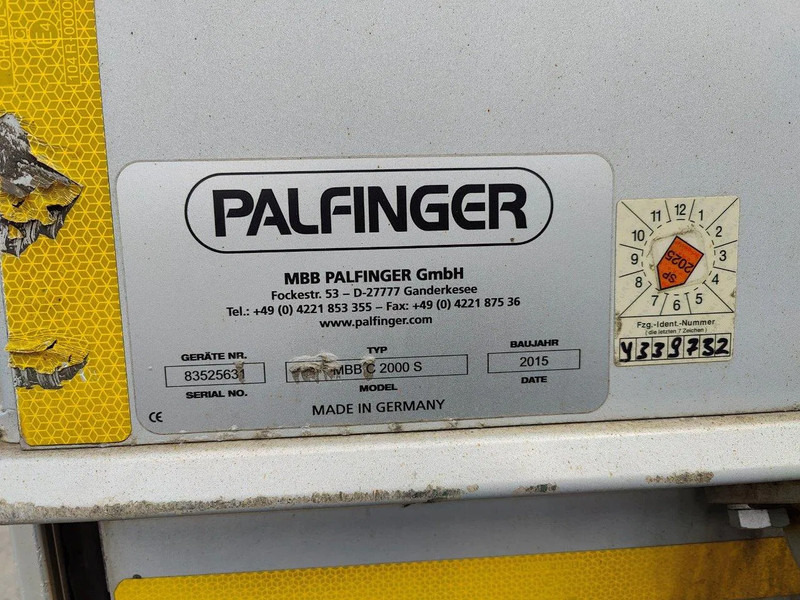 104 R 0000
PALFINGER
MBB PALFINGER GmbH
Fockestr. 53 – D-27777 Ganderkesee
Tel.: +49 (0) 4221 853 355 – Fax: +49 (0) 4221 875 36
www.palfinger.com
GERÄTE NR. TYP BAUJAHR
83525631 MBB C 2000 S 2015
SERIAL NO. MODEL DATE
CE MADE IN GERMANY
11 12 1
10 2
9 3
8 4
7 6 5
SP
2025
Fzg.-Ident.-Nummer
(die letzten 7 Zeichen)
Y339732